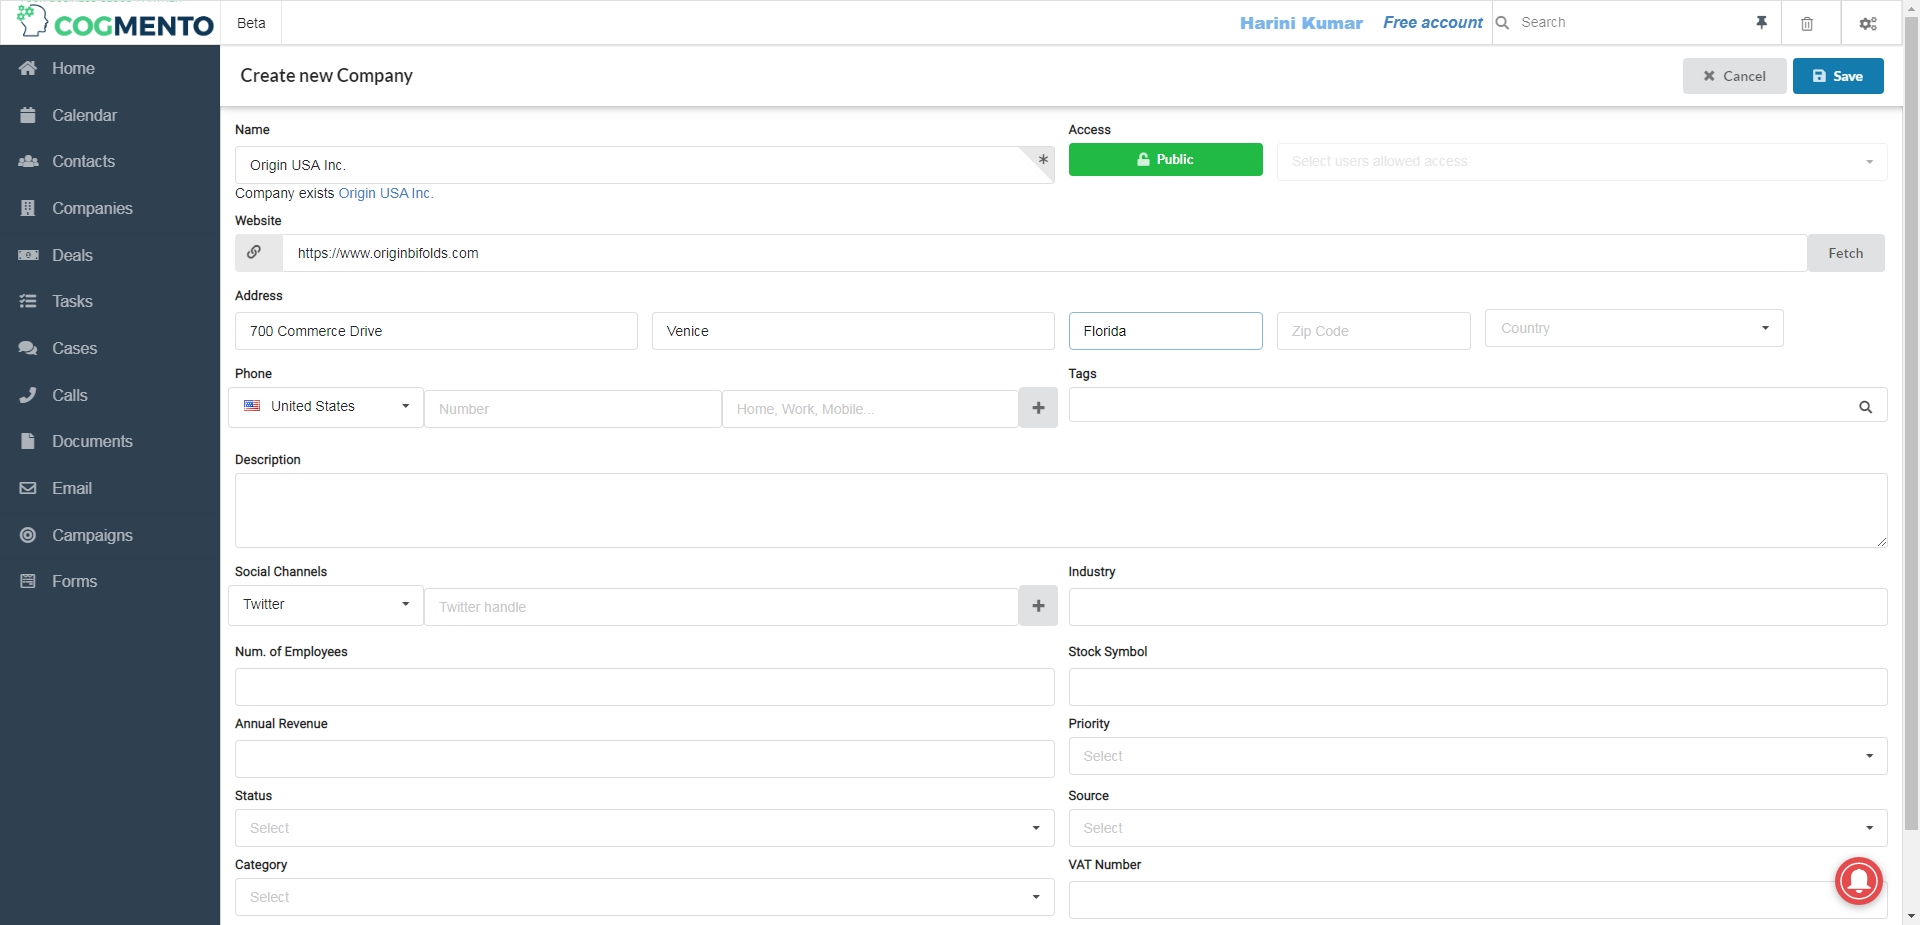 COGMENTO
Beta
Harini Kumar
Free account
Search
Home
Calendar
Contacts
Companies
Deals
Tasks
Cases
Calls
Documents
Email
Campaigns
Forms
Create new Company
Cancel
Save
Name
Access
Origin USA Inc.
Public
Select users allowed access
Company exists Origin USA Inc.
Website
https://www.originbifolds.com
Fetch
Address
700 Commerce Drive
Venice
Florida
Zip Code
Country
Phone
Tags
United States
Number
Home, Work, Mobile...
Description
Social Channels
Industry
Twitter
Twitter handle
Num. of Employees
Stock Symbol
Annual Revenue
Priority
Select
Status
Source
Select
Select
Category
VAT Number
Select